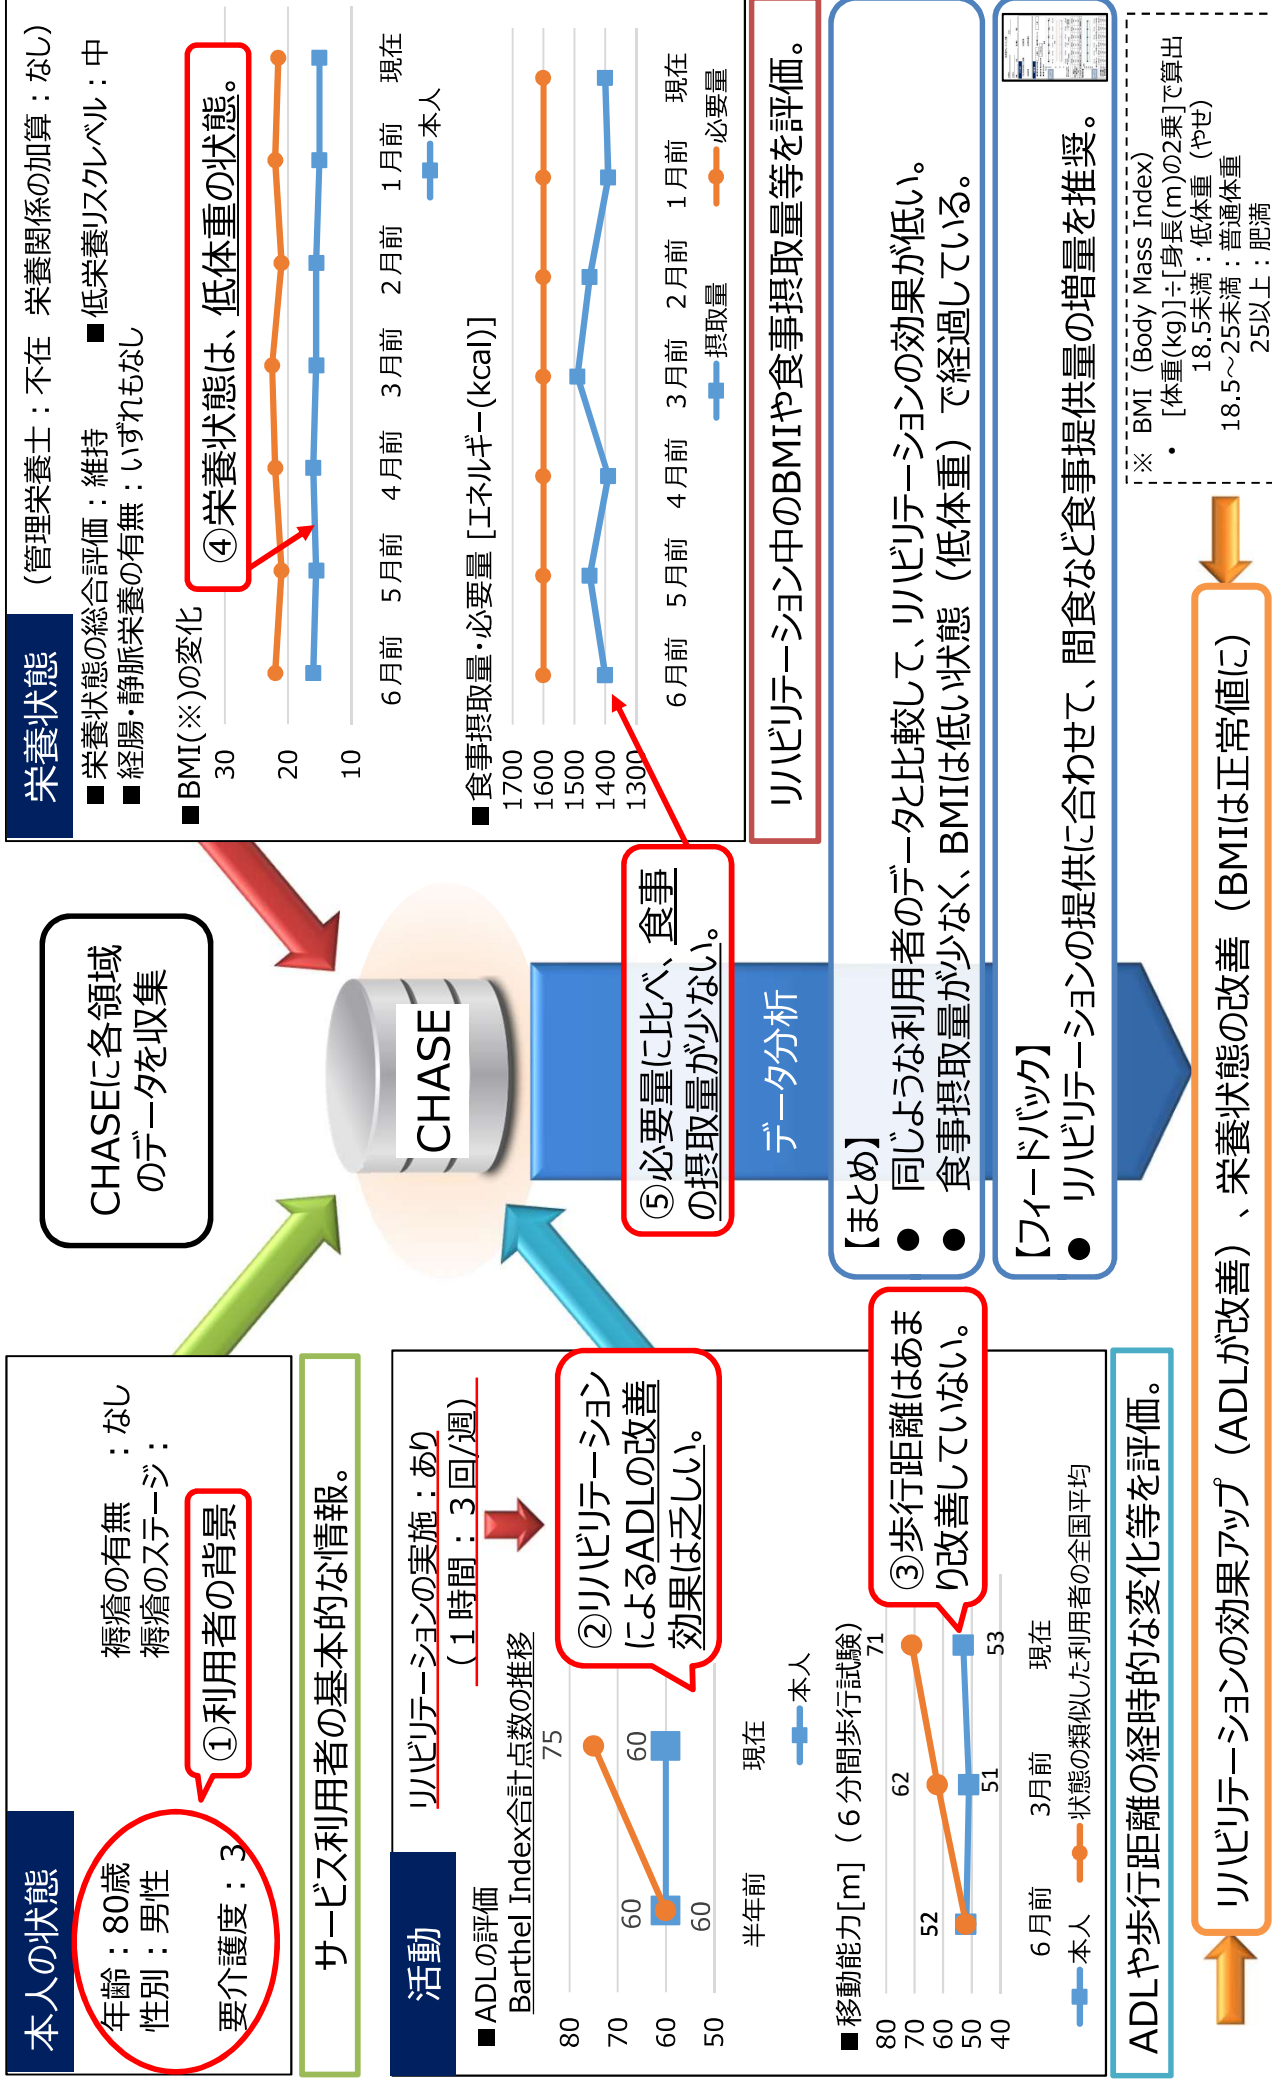 本人の状態
年齢：80歳
性別：男性
要介護度：3
褥瘡の有無　：なし
褥瘡のステージ：
①利用者の背景
サービス利用者の基本的な情報。
CHASEに各領域
のデータを収集
CHASE
栄養状態
（管理栄養士：不在　栄養関係の加算：なし）
■栄養状態の総合評価：維持
■低栄養リスクレベル：中
■経腸・静脈栄養の有無：いずれもなし
■BMI(※)の変化
④栄養状態は、低体重の状態。
30
20
10
6月前 5月前 4月前 3月前 2月前 1月前 現在
本人
■食事摂取量・必要量 [エネルギー(kcal)]
1700
1600
1500
1400
1300
6月前 5月前 4月前 3月前 2月前 1月前 現在
摂取量 必要量
⑤必要量に比べ、食事
の摂取量が少ない。
リハビリテーション中のBMIや食事摂取量等を評価。
活動
リハビリテーションの実施：あり
（１時間：３回/週）
■ADLの評価
Barthel Index合計点数の推移
②リハビリテーション
によるADLの改善
効果は乏しい。
80
70
60
50
75
60
60
60
半年前 現在
本人
■移動能力[m]（６分間歩行試験）
③歩行距離はあま
り改善していない。
80
70
60
50
40
71
62
52
51
53
6月前 3月前 現在
本人 状態の類似した利用者の全国平均
ADLや歩行距離の経時的な変化等を評価。
データ分析
【まとめ】
● 同じような利用者のデータと比較して、リハビリテーションの効果が低い。
● 食事摂取量が少なく、BMIは低い状態（低体重）で経過している。
【フィードバック】
● リハビリテーションの提供に合わせて、間食など食事提供量の増量を推奨。
リハビリテーションの効果アップ（ADLが改善）、栄養状態の改善（BMIは正常値に）
※ BMI（Body Mass Index）
• [体重(kg)]÷[身長(m)の2乗]で算出
18.5未満：低体重（やせ）
18.5～25未満：普通体重
25以上：肥満